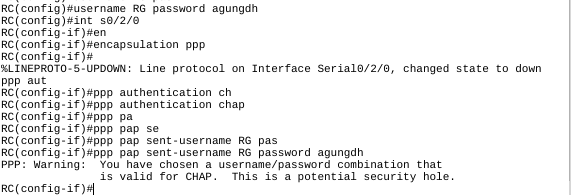 RC(config)#username RG password agungdh
RC(config)#int s0/2/0
RC(config-if)#en
RC(config-if)#encapsulation ppp
RC(config-if)#
%LINEPROTO-5-UPDOWN: Line protocol on Interface Serial0/2/0, changed state to down
ppp aut
RC(config-if)#ppp authentication ch
RC(config-if)#ppp authentication chap
RC(config-if)#ppp pa
RC(config-if)#ppp pap se
RC(config-if)#ppp pap sent-username RG pas
RC(config-if)#ppp pap sent-username RG password agungdh
PPP: Warning:  You have chosen a username/password combination that
               is valid for CHAP.  This is a potential security hole.
RC(config-if)#